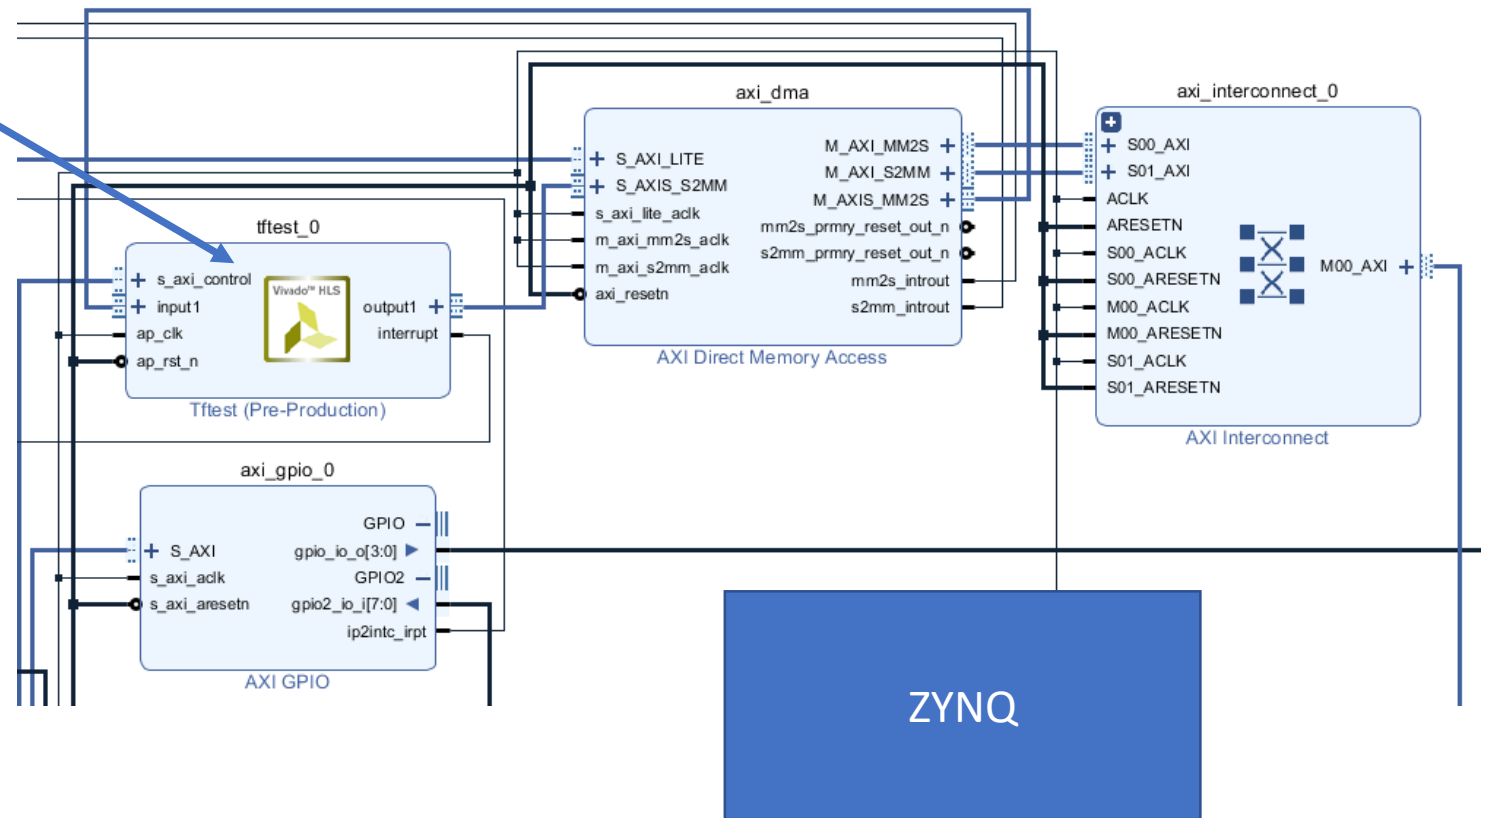 axi_dma
S_AXI_LITE
S_AXIS_S2MM
s_axi_lite_aclk
m_axi_mm2s_aclk
m_axi_s2mm_aclk
axi_resetn
M_AXI_MM2S
M_AXI_S2MM
M_AXIS_MM2S
mm2s_prmry_reset_out_n
s2mm_prmry_reset_out_n
mm2s_introut
s2mm_introut
AXI Direct Memory Access
axi_interconnect_0
S00_AXI
S01_AXI
ACLK
ARESETN
S00_ACLK
S00_ARESETN
M00_ACLK
M00_ARESETN
S01_ACLK
S01_ARESETN
M00_AXI
AXI Interconnect
tftest_0
s_axi_control
input1
ap_clk
ap_rst_n
Vivado™ HLS
output1
interrupt
Tftest (Pre-Production)
axi_gpio_0
S_AXI
s_axi_aclk
s_axi_aresetn
GPIO
gpio_io_o[3:0]
GPIO2
gpio2_io_i[7:0]
ip2intc_irpt
AXI GPIO
ZYNQ